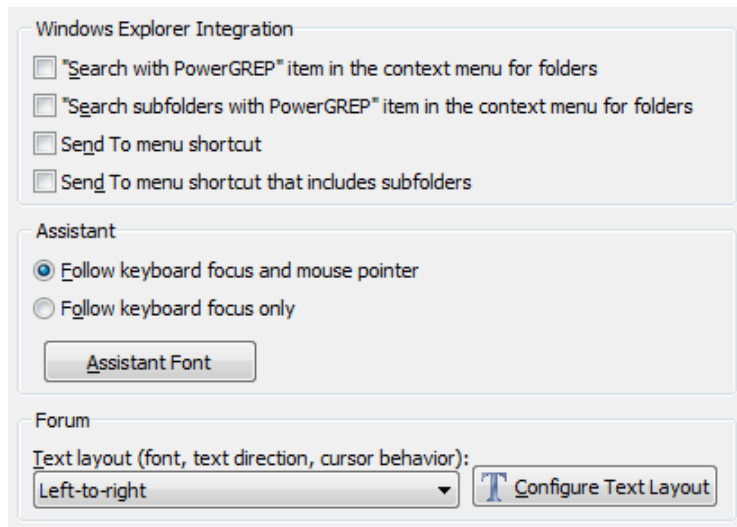 Windows Explorer Integration
"Search with PowerGREP" item in the context menu for folders
"Search subfolders with PowerGREP" item in the context menu for folders
Send To menu shortcut
Send To menu shortcut that includes subfolders
Assistant
Follow keyboard focus and mouse pointer
Follow keyboard focus only
Assistant Font
Forum
Text layout (font, text direction, cursor behavior):
Left-to-right
Configure Text Layout